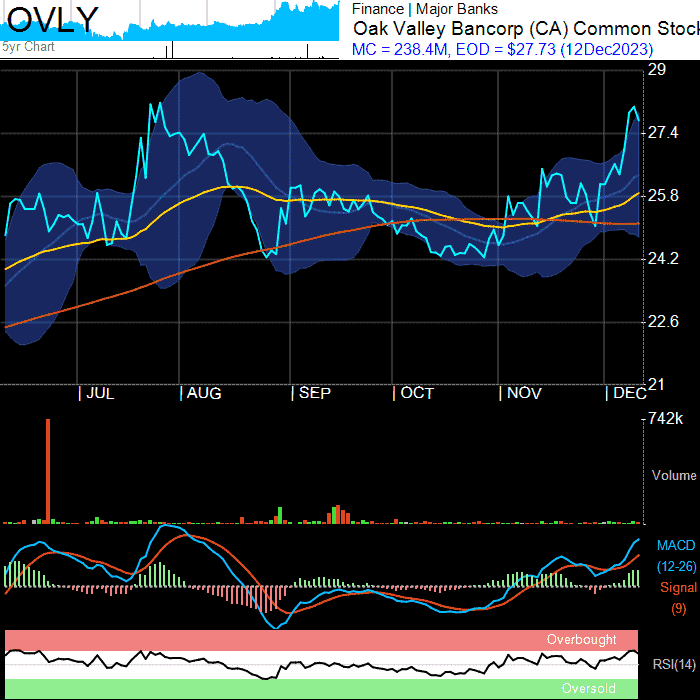 OVLY
5yr Chart
Finance | Major Banks
Oak Valley Bancorp (CA) Common Stock
MC = 238.4M, EOD = $27.73 (12Dec2023)
29
27.4
25.8
24.2
22.6
21
JUL
AUG
SEP
OCT
NOV
DEC
742k
Volume
MACD
(12-26)
Signal
(9)
Overbought
RSI(14)
Oversold